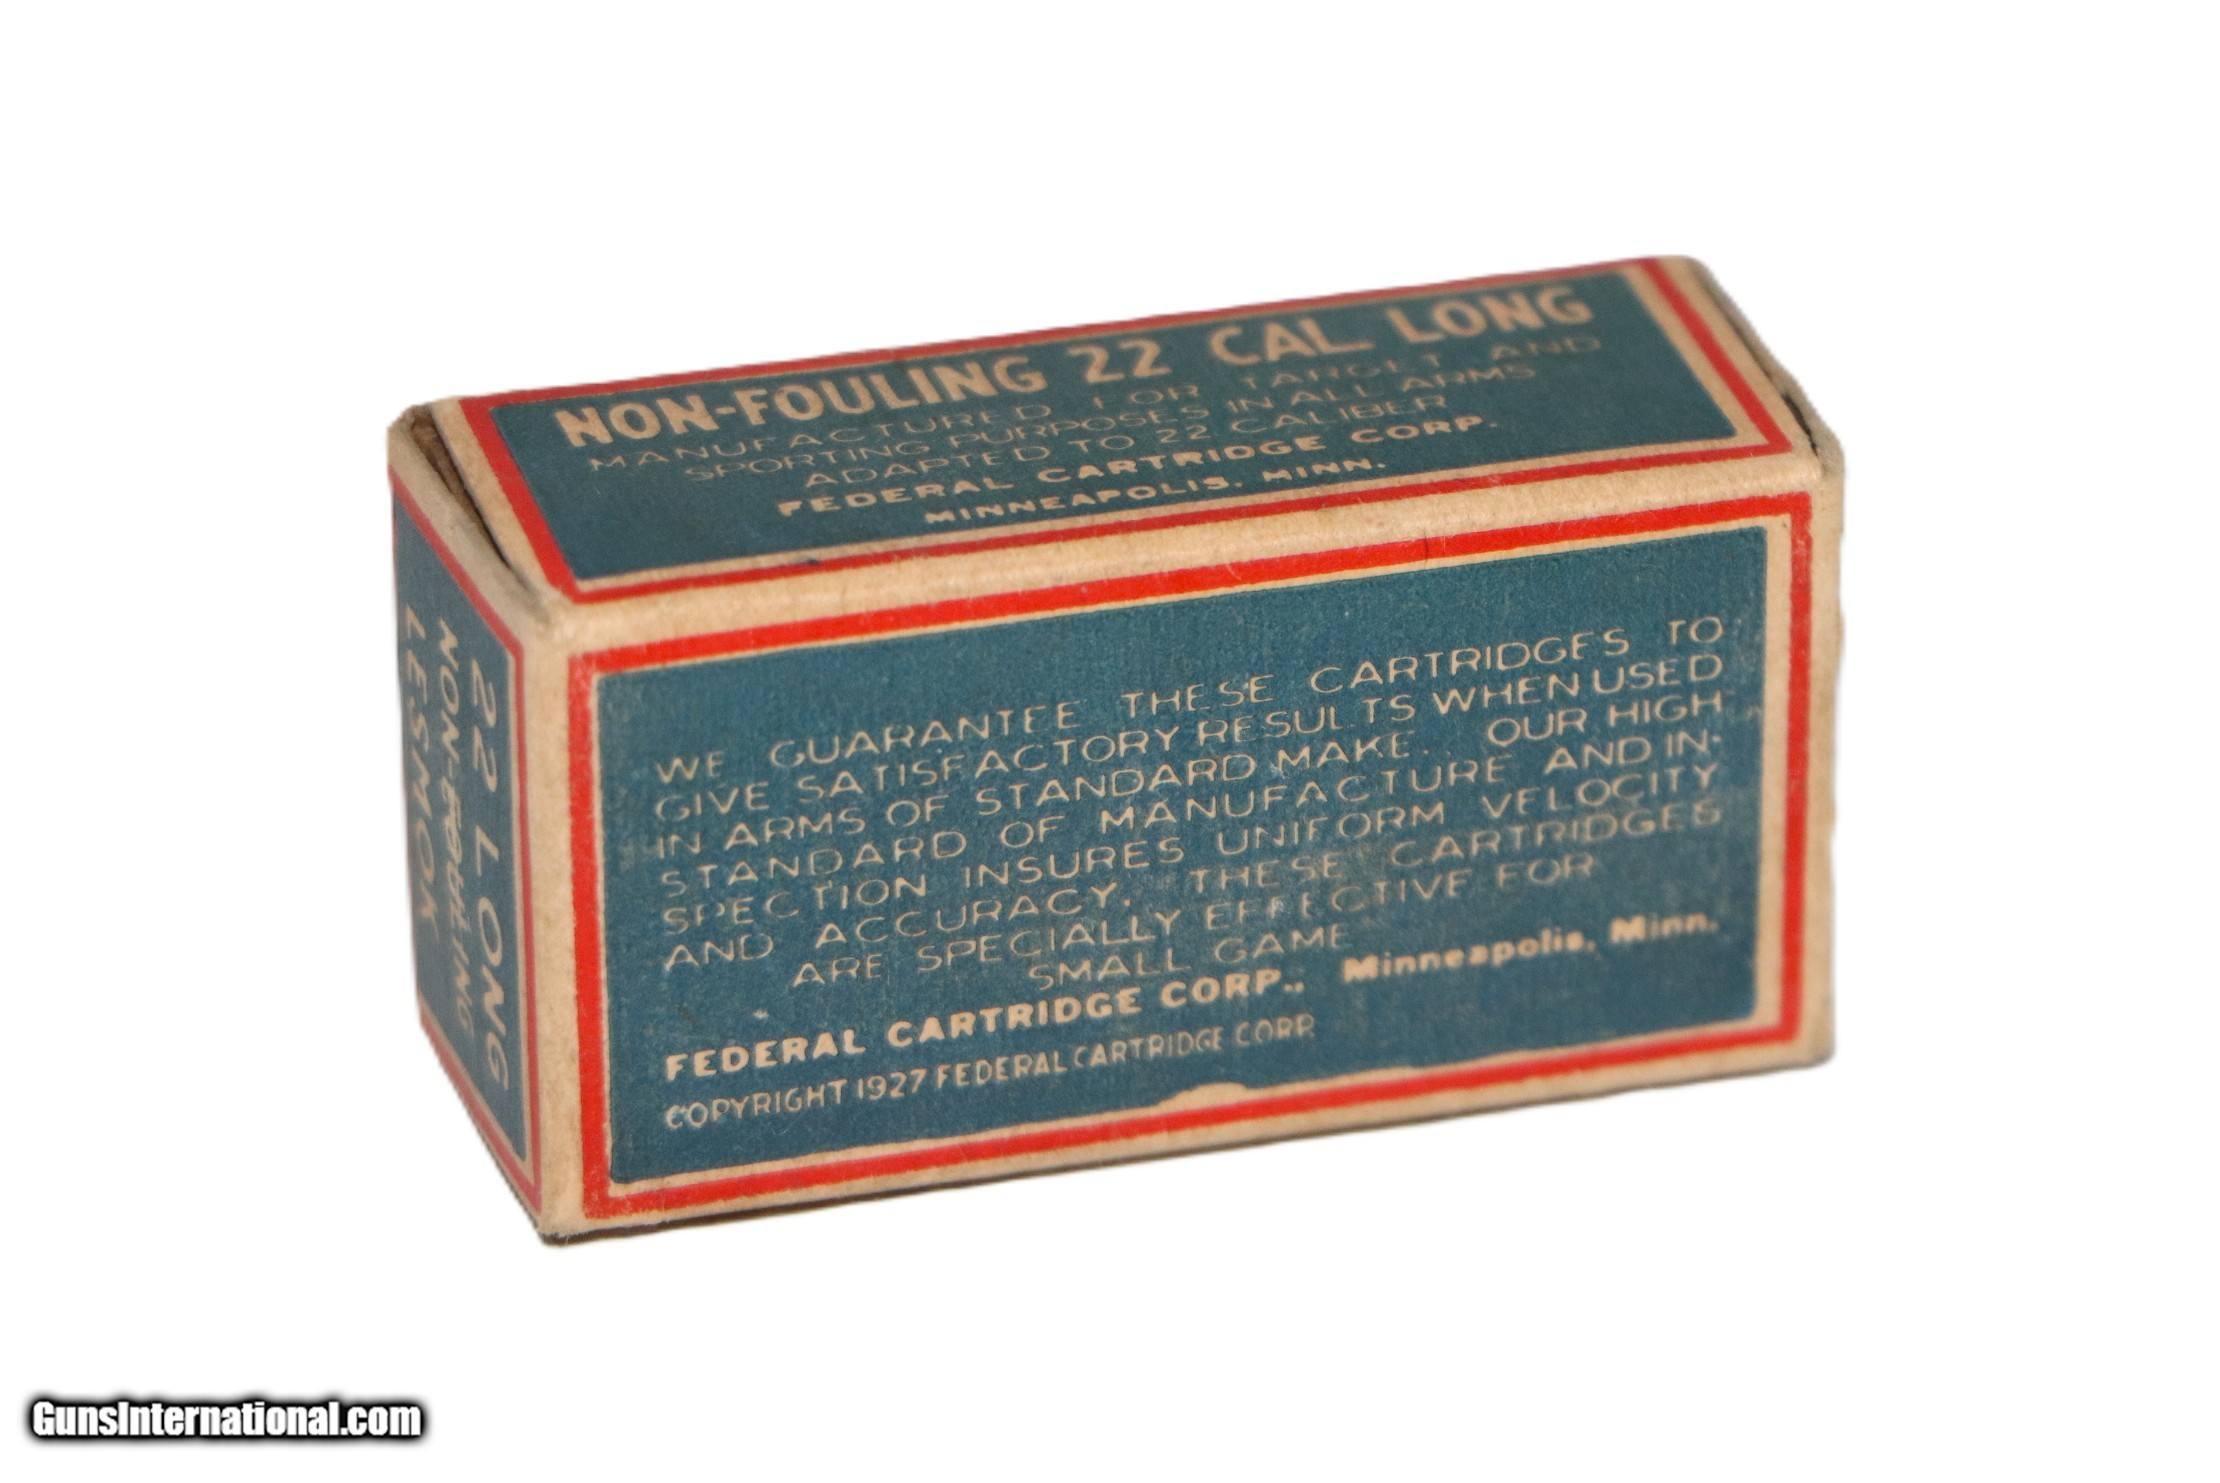 NON-FOULING 22 CAL. LONG
MANUFACTURED FOR TARGET AND
SPORTING PURPOSES IN ALL ARMS
ADAPTED TO 22 CALIBER
FEDERAL CARTRIDGE CORP.
MINNEAPOLIS, MINN.
22 LONG
NON-FOULING
LESMOK
WE GUARANTEE THESE CARTRIDGES TO
GIVE SATISFACTORY RESULTS WHEN USED
IN ARMS OF STANDARD MAKE. OUR HIGH
STANDARD OF MANUFACTURE AND IN-
SPECTION INSURES UNIFORM VELOCITY
AND ACCURACY. THESE CARTRIDGES
ARE SPECIALLY EFFECTIVE FOR
SMALL GAME
FEDERAL CARTRIDGE CORP., Minneapolis, Minn.
COPYRIGHT 1927 FEDERAL CARTRIDGE CORP.
GunsInternational.com